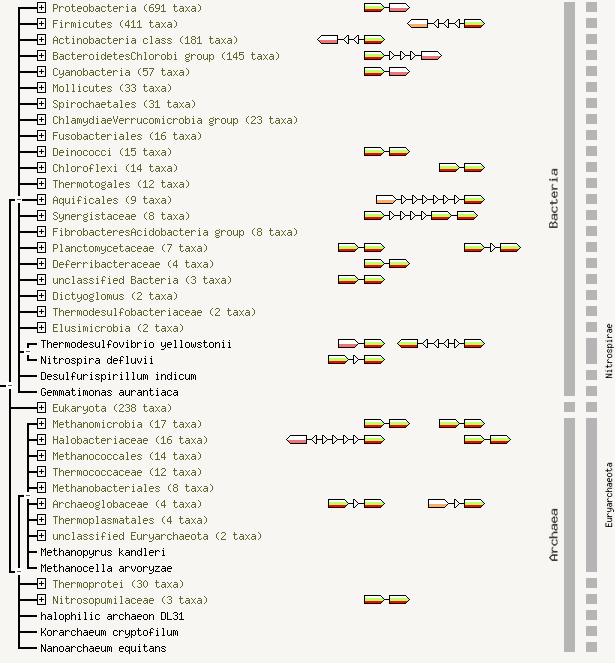 Proteobacteria (691 taxa)
Firmicutes (411 taxa)
Actinobacteria class (181 taxa)
BacteroidetesChlorobi group (145 taxa)
Cyanobacteria (57 taxa)
Mollicutes (33 taxa)
Spirochaetales (31 taxa)
ChlamydiaeVerrucomicrobia group (23 taxa)
Fusobacteriales (16 taxa)
Deinococci (15 taxa)
Chloroflexi (14 taxa)
Thermotogales (12 taxa)
Aquificales (9 taxa)
Synergistaceae (8 taxa)
FibrobacteresAcidobacteria group (8 taxa)
Planctomycetaceae (7 taxa)
Deferribacteraceae (4 taxa)
unclassified Bacteria (3 taxa)
Dictyoglomus (2 taxa)
Thermodesulfobacteriaceae (2 taxa)
Elusimicrobia (2 taxa)
Thermodesulfovibrio yellowstonii
Nitrospira defluvii
Desulfurispirillum indicum
Gemmatimonas aurantiaca
Eukaryota (238 taxa)
Methanomicrobia (17 taxa)
Halobacteriaceae (16 taxa)
Methanococcales (14 taxa)
Thermococcaceae (12 taxa)
Methanobacteriales (8 taxa)
Archaeoglobaceae (4 taxa)
Thermoplasmatales (4 taxa)
unclassified Euryarchaeota (2 taxa)
Methanopyrus kandleri
Methanocella arvoryzae
Thermoprotei (30 taxa)
Nitrosopumilaceae (3 taxa)
halophilic archaeon DL31
Korarchaeum cryptofilum
Nanoarchaeum equitans
Bacteria
Archaea
Nitrospirae
Euryarchaeota